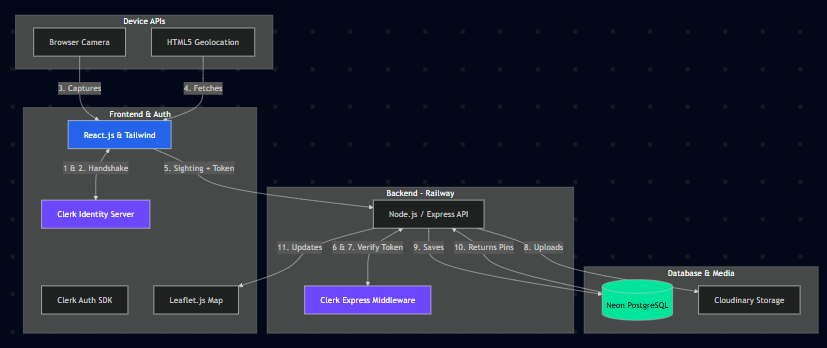 Device APIs
Browser Camera
HTML5 Geolocation
3. Captures
4. Fetches
Frontend & Auth
React.js & Tailwind
1 & 2. Handshake
5. Sighting + Token
Clerk Identity Server
Backend - Railway
Node.js / Express API
11. Updates
6 & 7. Verify Token
9. Saves
10. Returns Pins
8. Uploads
Database & Media
Clerk Auth SDK
Leaflet.js Map
Clerk Express Middleware
Neon PostgreSQL
Cloudinary Storage